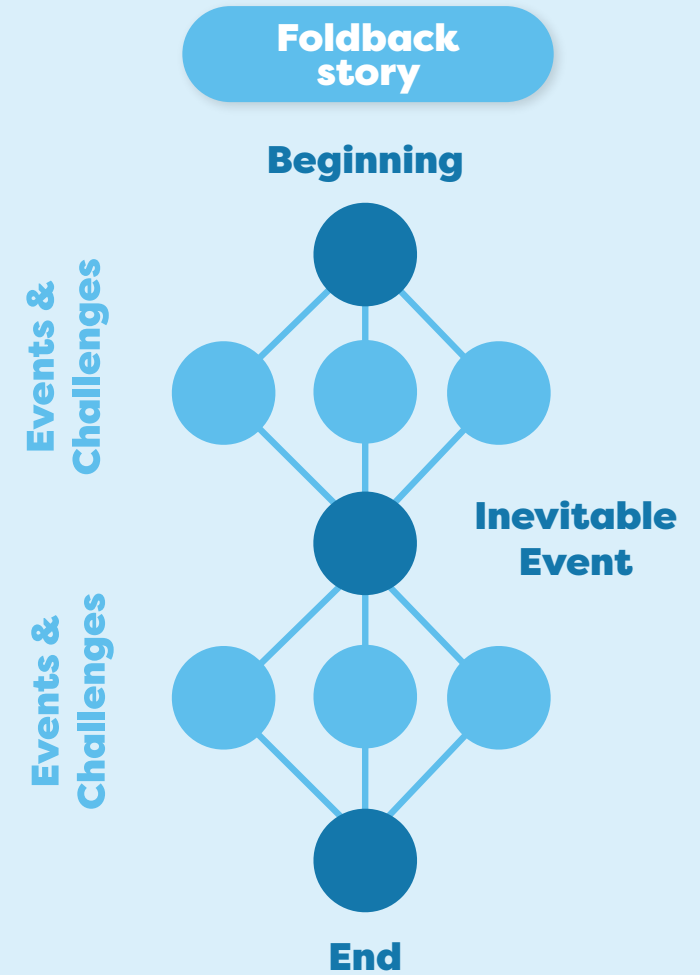 Foldback
story
Beginning
Events &
Challenges
Inevitable
Event
Events &
Challenges
End